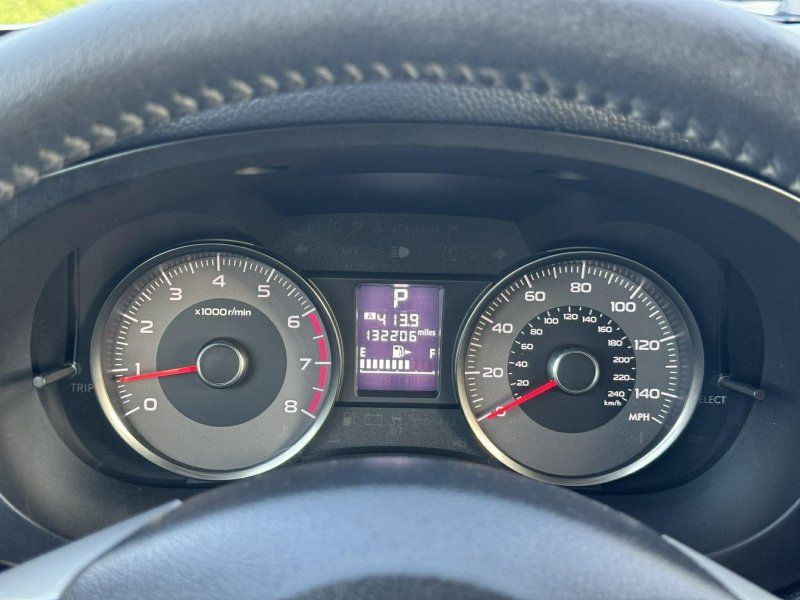 0 1 2 3 4 5 6 7 8
x1000r/min
TRIP
P
A 413.9
132206 miles
E F
0 20 40 60 80 100 120 140
MPH
20 40 60 80 100 120 140 160 180 200 220 240
km/h
ELECT